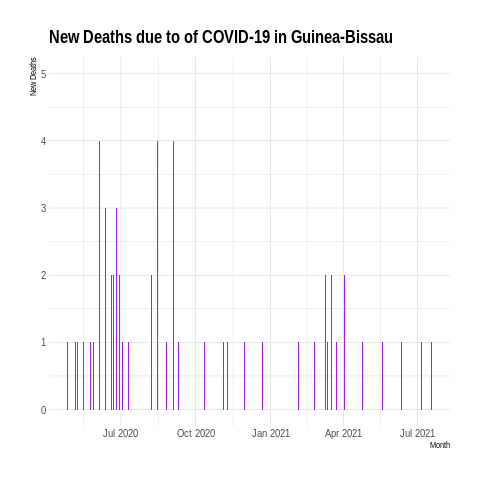 New Deaths due to of COVID-19 in Guinea-Bissau
New Deaths
5
4
3
2
1
0
Jul 2020 Oct 2020 Jan 2021 Apr 2021 Jul 2021
Month